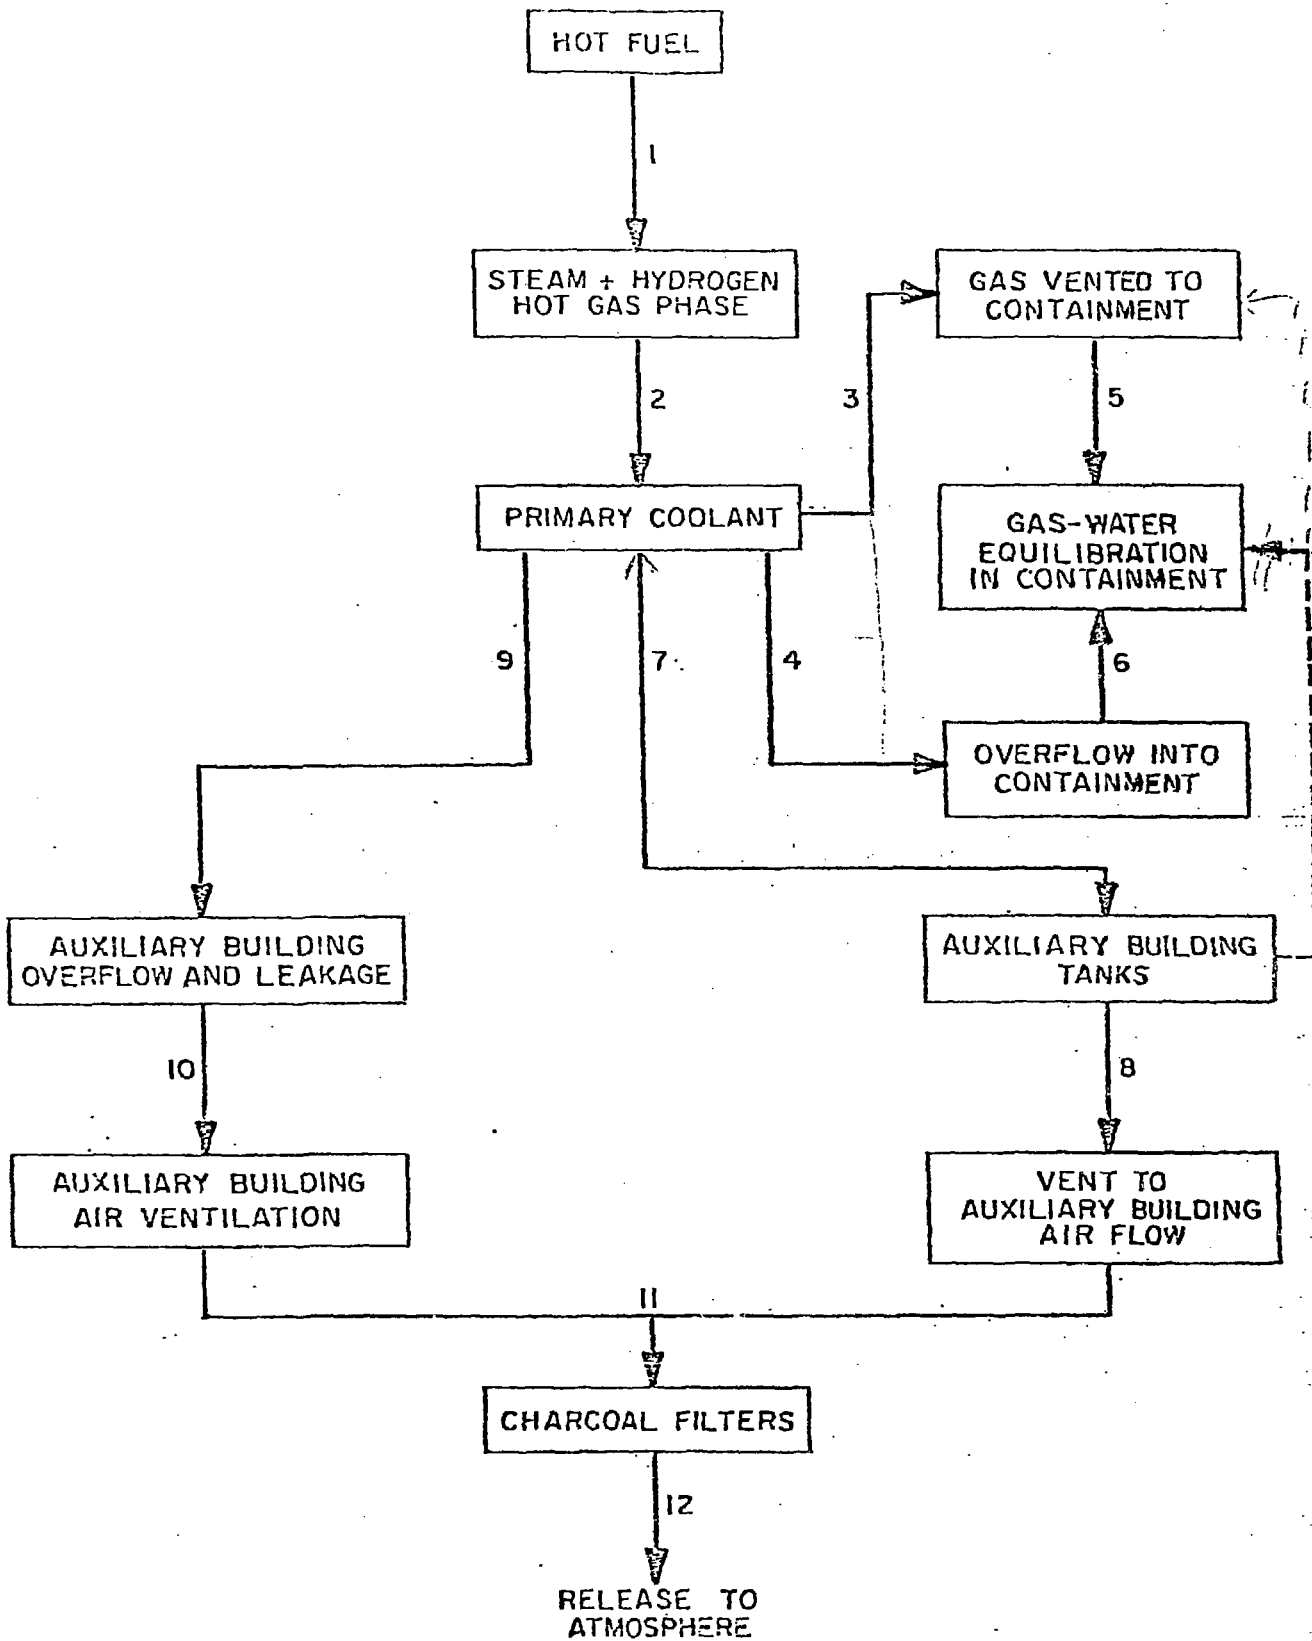 HOT FUEL
1
STEAM + HYDROGEN
HOT GAS PHASE
GAS VENTED TO
CONTAINMENT
2
3
5
PRIMARY COOLANT
GAS-WATER
EQUILIBRATION
IN CONTAINMENT
9
7
4
6
OVERFLOW INTO
CONTAINMENT
AUXILIARY BUILDING
OVERFLOW AND LEAKAGE
AUXILIARY BUILDING
TANKS
10
8
AUXILIARY BUILDING
AIR VENTILATION
VENT TO
AUXILIARY BUILDING
AIR FLOW
11
CHARCOAL FILTERS
12
RELEASE TO
ATMOSPHERE